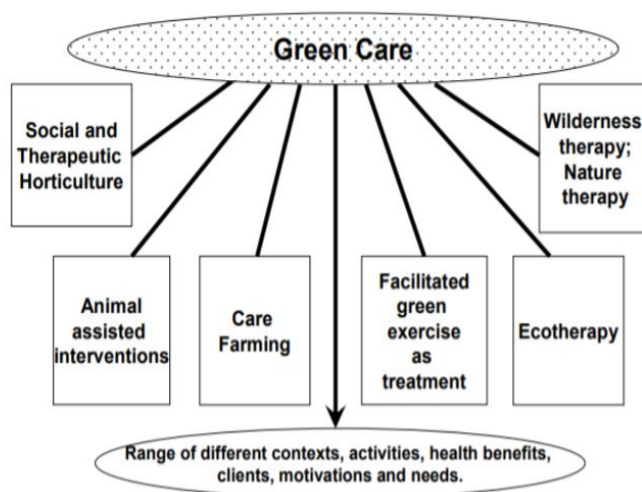 Green Care
Social and
Therapeutic
Horticulture
Wilderness
therapy;
Nature
therapy
Animal
assisted
interventions
Care
Farming
Facilitated
green
exercise
as
treatment
Ecotherapy
Range of different contexts, activities, health benefits,
clients, motivations and needs.